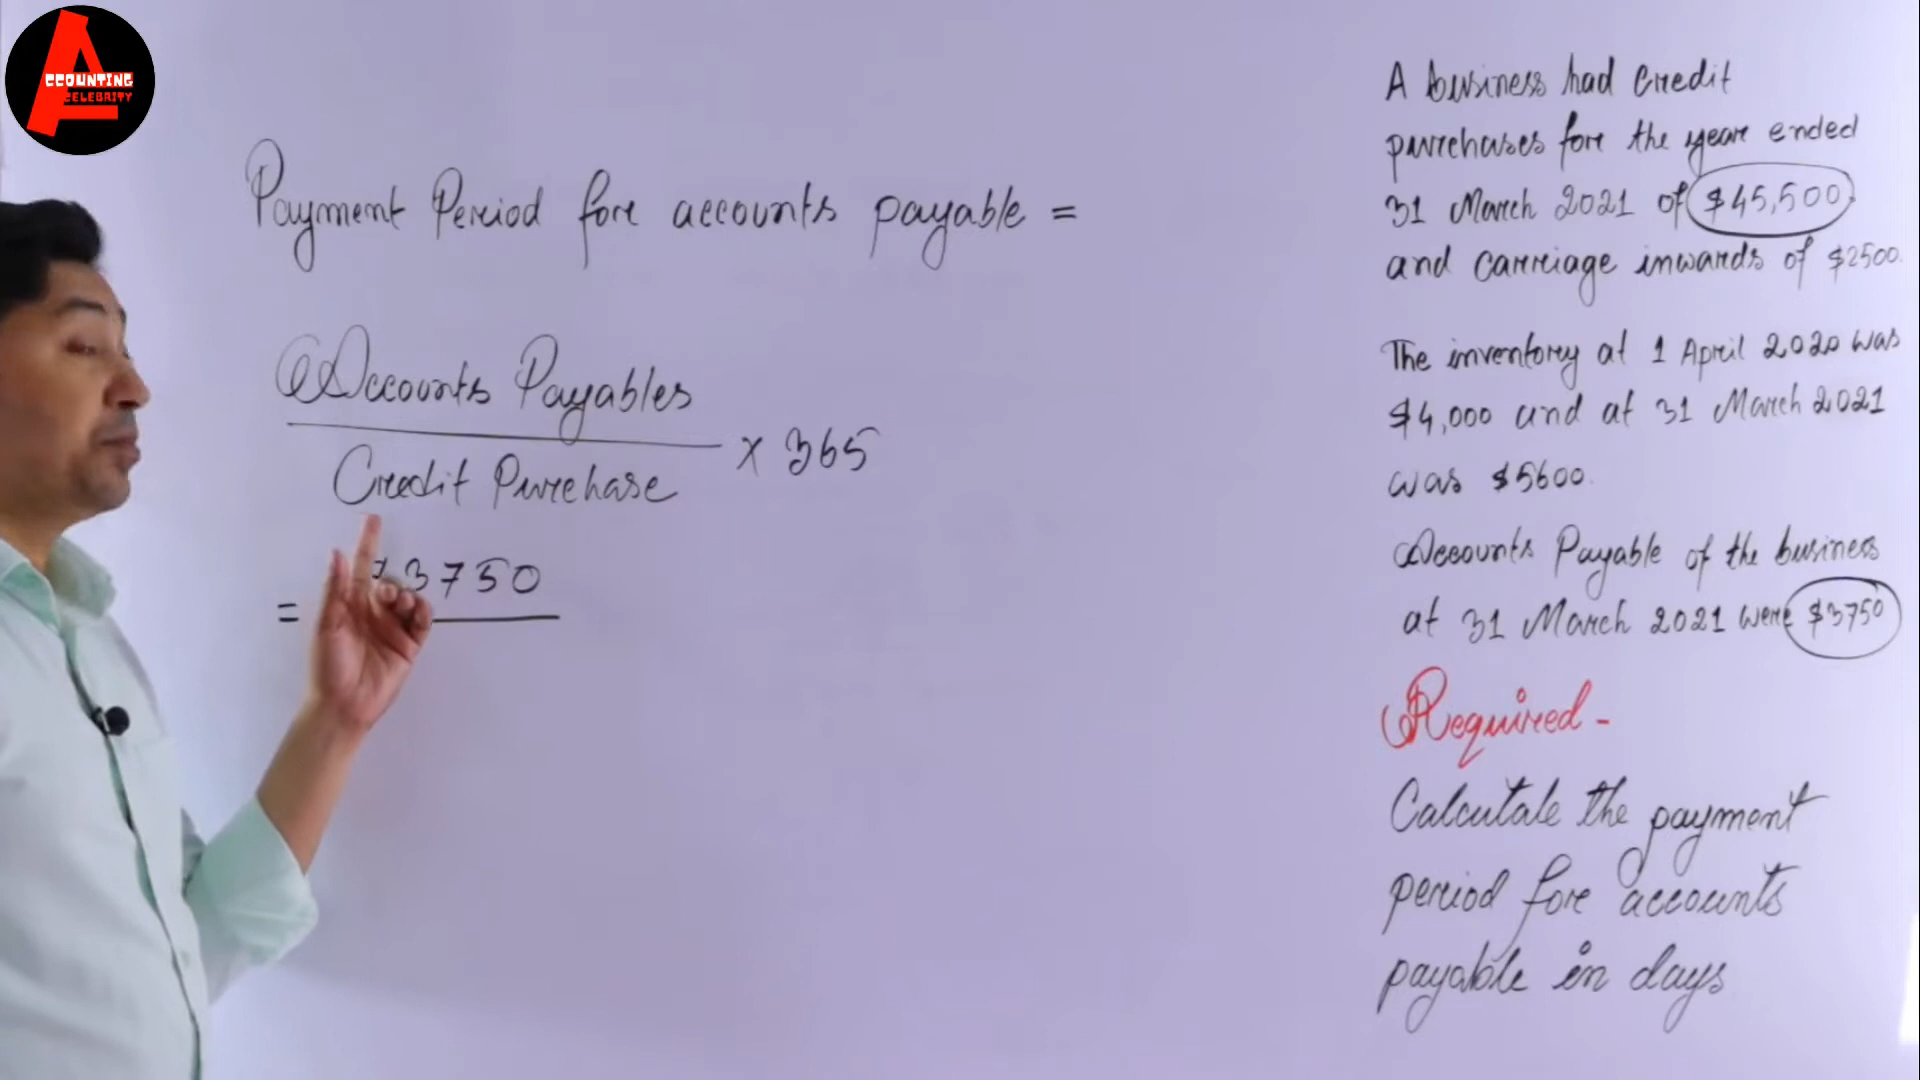 ACCOUNTING
CELEBRITY
Payment Period for accounts payable =
Accounts Payables
Credit Purchase
× 365
=
3750
A business had credit
purchases for the year ended
31 March 2021 of $45,500
and carriage inwards of $2500.
The inventory at 1 April 2020 was
$4,000 and at 31 March 2021
was $5600.
Accounts Payable of the business
at 31 March 2021 were $3750
Required -
Calcutale the payment
period for accounts
payable in days